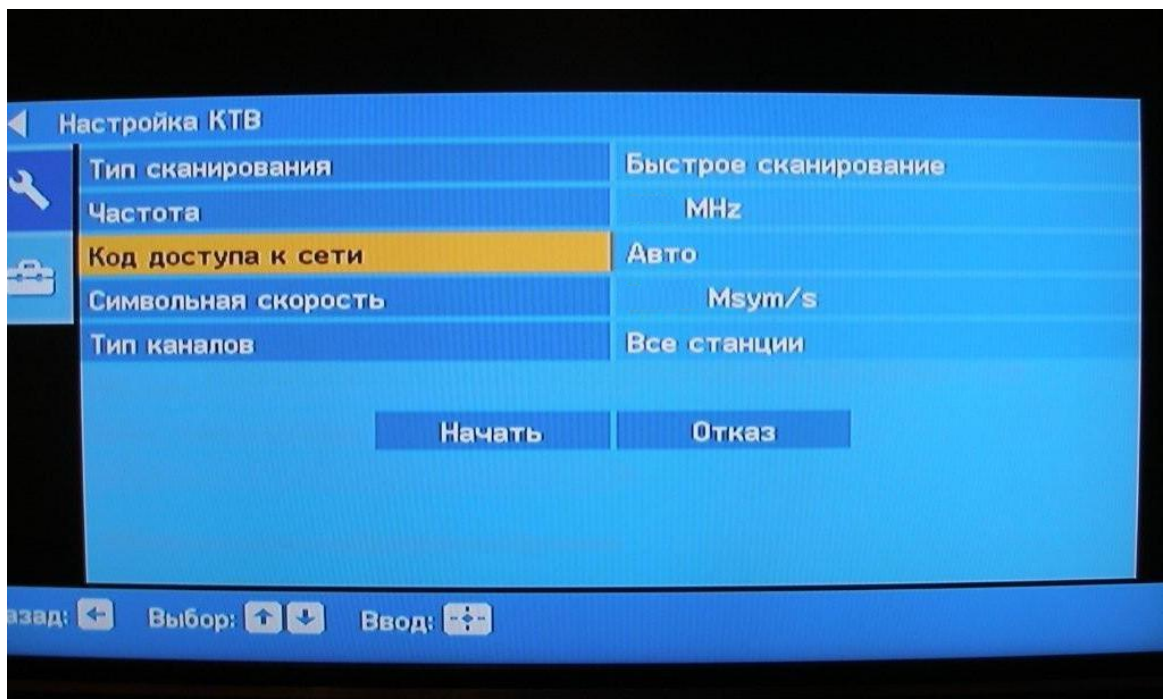 Настройка КТВ
Тип сканирования Быстрое сканирование
Частота MHz
Код доступа к сети Авто
Символьная скорость Msym/s
Тип каналов Все станции
Начать Отказ
азад: Выбор: Ввод: